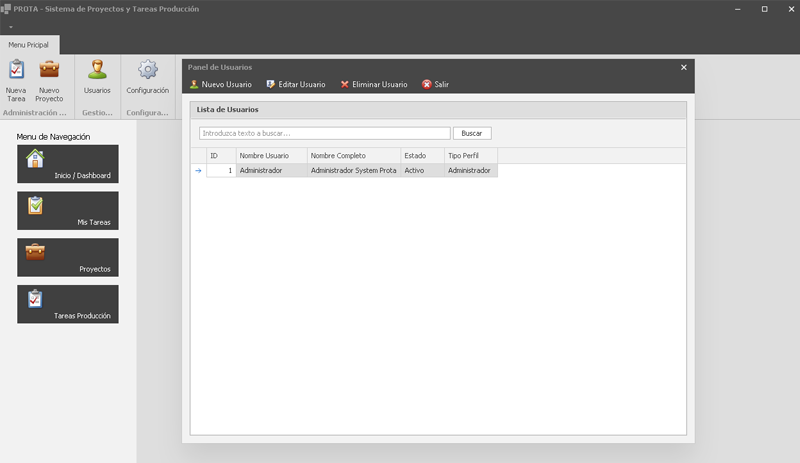 PROTA - Sistema de Proyectos y Tareas Producción
Menu Pricipal
Nueva Tarea
Nuevo Proyecto
Usuarios
Configuración
Administración ...
Gestio...
Configura...
Menu de Navegación
Inicio / Dashboard
Mis Tareas
Proyectos
Tareas Producción
Panel de Usuarios
Nuevo Usuario Editar Usuario Eliminar Usuario Salir
Lista de Usuarios
Introduzca texto a buscar... Buscar
ID Nombre Usuario Nombre Completo Estado Tipo Perfil
1 Administrador Administrador System Prota Activo Administrador